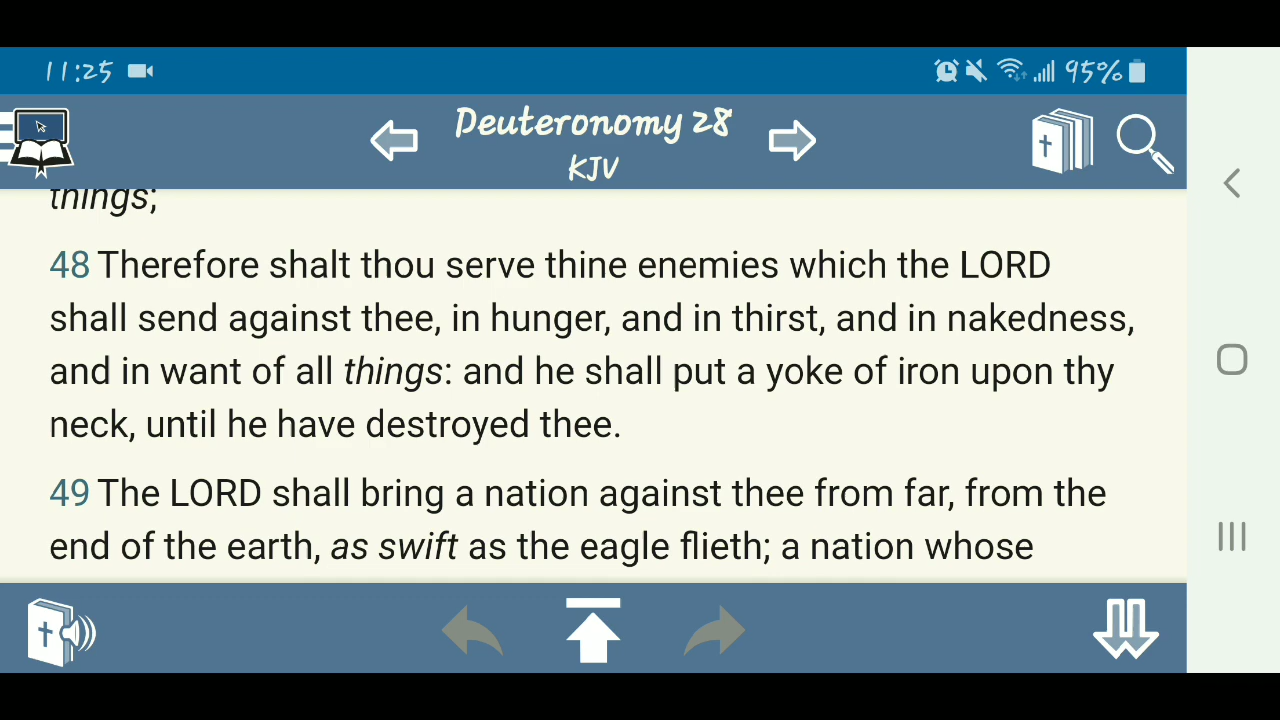 11:25
95%
Deuteronomy 28
KJV
things;
48 Therefore shalt thou serve thine enemies which the LORD
shall send against thee, in hunger, and in thirst, and in nakedness,
and in want of all things: and he shall put a yoke of iron upon thy
neck, until he have destroyed thee.
49 The LORD shall bring a nation against thee from far, from the
end of the earth, as swift as the eagle flieth; a nation whose